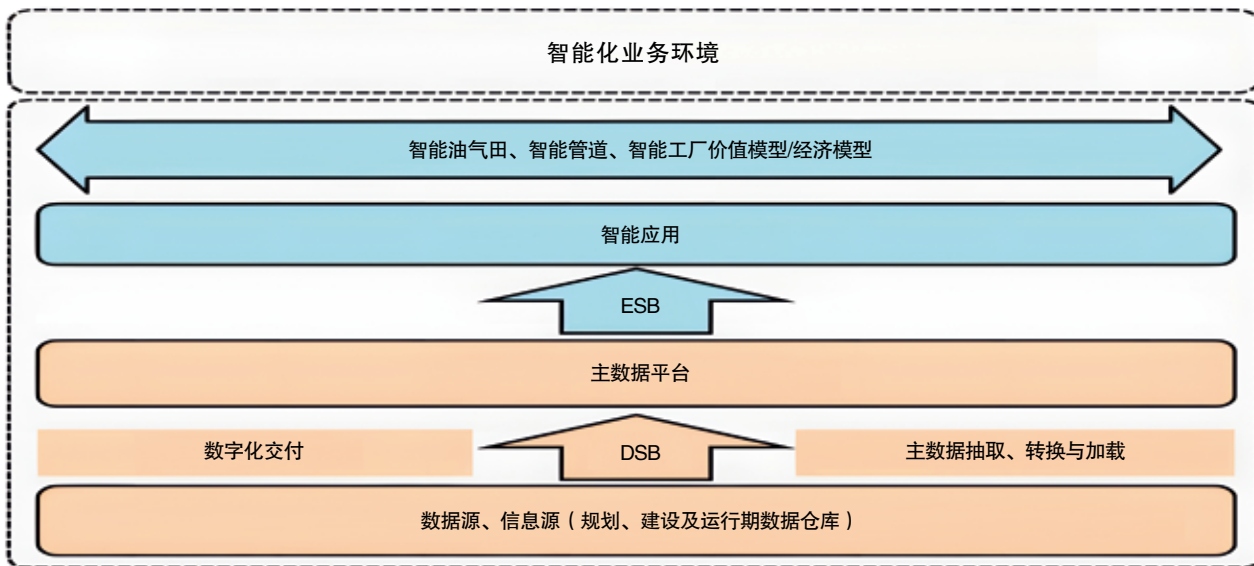 智能化业务环境
智能油气田、智能管道、智能工厂价值模型/经济模型
智能应用
ESB
主数据平台
数字化交付
DSB
主数据抽取、转换与加载
数据源、信息源（规划、建设及运行期数据仓库）